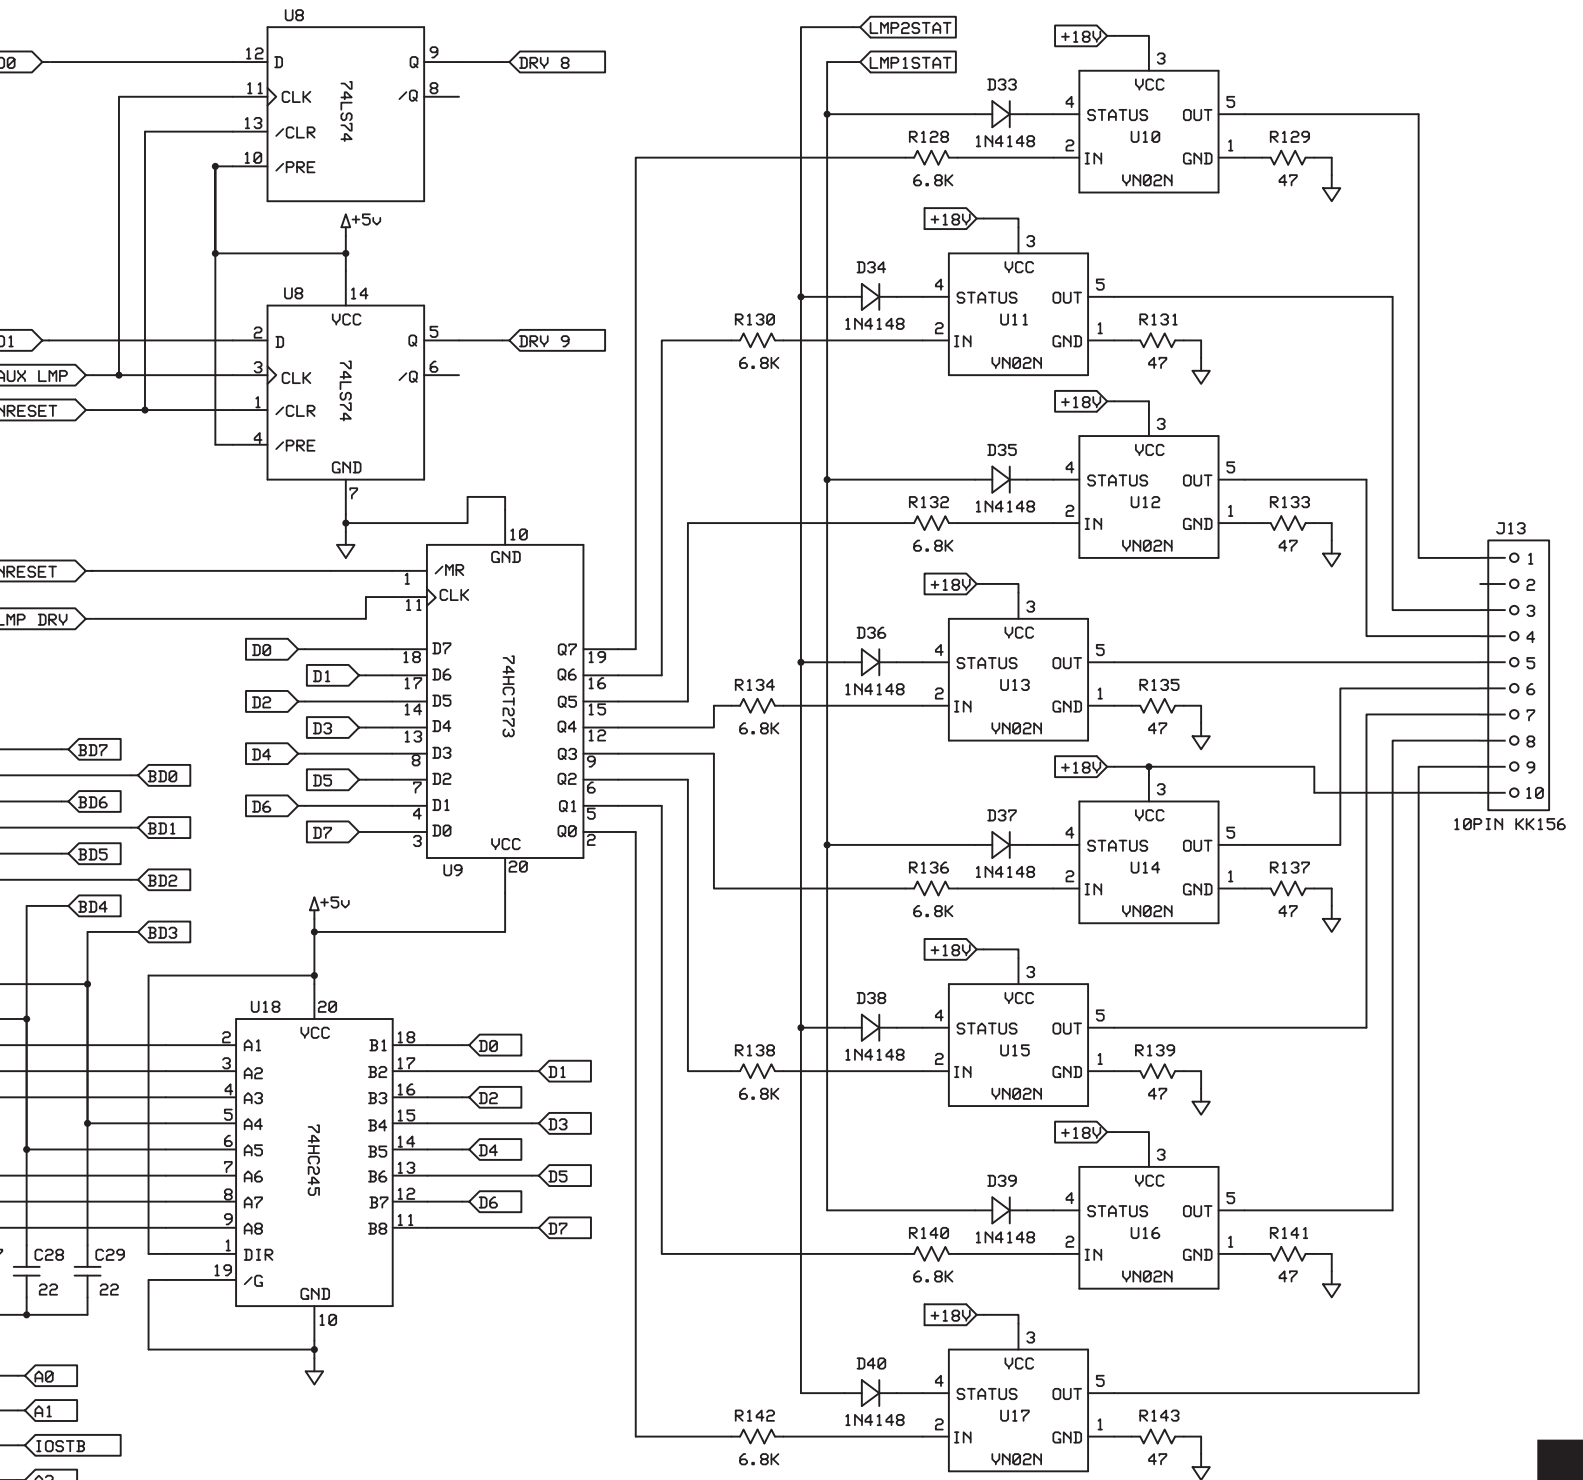 U8
D0
12
D
Q
9
DRV 8
11
CLK
/Q
8
13
/CLR
10
/PRE
74LS74
+5v
U8
14
VCC
D1
2
D
Q
5
DRV 9
AUX LMP
3
CLK
/Q
6
NRESET
1
/CLR
4
/PRE
74LS74
GND
7
10
GND
NRESET
1
/MR
LMP DRV
11
CLK
D0
18
D7
Q7
19
D1
17
D6
Q6
16
D2
14
D5
Q5
15
D3
13
D4
Q4
12
D4
8
D3
Q3
9
D5
7
D2
Q2
6
D6
4
D1
Q1
5
D7
3
D0
Q0
2
74HCT273
VCC
U9
20
BD7
BD0
BD6
BD1
BD5
BD2
BD4
BD3
+5v
U18
20
VCC
2
A1
B1
18
D0
3
A2
B2
17
D1
4
A3
B3
16
D2
5
A4
B4
15
D3
6
A5
B5
14
D4
7
A6
B6
13
D5
8
A7
B7
12
D6
9
A8
B8
11
D7
1
DIR
19
/G
74HC245
GND
10
C28
22
C29
22
A0
A1
IOSTB
LMP2STAT
LMP1STAT
+18V
3
VCC
D33
1N4148
4
STATUS
OUT
5
U10
R128
6.8K
2
IN
GND
1
R129
47
VN02N
+18V
3
VCC
D34
1N4148
4
STATUS
OUT
5
U11
R130
6.8K
2
IN
GND
1
R131
47
VN02N
+18V
3
VCC
D35
1N4148
4
STATUS
OUT
5
U12
R132
6.8K
2
IN
GND
1
R133
47
VN02N
+18V
3
VCC
D36
1N4148
4
STATUS
OUT
5
U13
R134
6.8K
2
IN
GND
1
R135
47
VN02N
+18V
3
VCC
D37
1N4148
4
STATUS
OUT
5
U14
R136
6.8K
2
IN
GND
1
R137
47
VN02N
+18V
3
VCC
D38
1N4148
4
STATUS
OUT
5
U15
R138
6.8K
2
IN
GND
1
R139
47
VN02N
+18V
3
VCC
D39
1N4148
4
STATUS
OUT
5
U16
R140
6.8K
2
IN
GND
1
R141
47
VN02N
+18V
3
VCC
D40
1N4148
4
STATUS
OUT
5
U17
R142
6.8K
2
IN
GND
1
R143
47
VN02N
J13
1
2
3
4
5
6
7
8
9
10
10PIN KK156